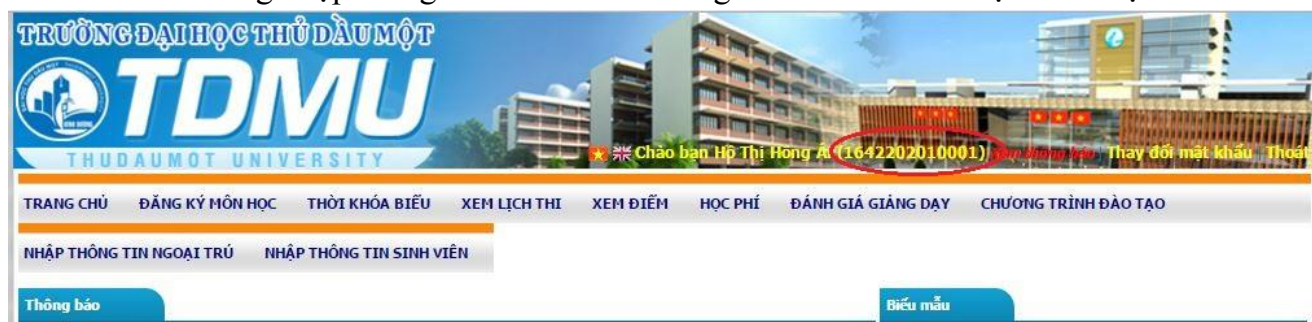 TRƯỜNG ĐẠI HỌC THỦ DẦU MỘT
TDMU
THUDAUMOT UNIVERSITY
Chào bạn Hồ Thị Hồng (1642202010001) Thay đổi mật khẩu Thoát
TRANG CHỦ ĐĂNG KÝ MÔN HỌC THỜI KHÓA BIỂU XEM LỊCH THI XEM ĐIỂM HỌC PHÍ ĐÁNH GIÁ GIẢNG DẠY CHƯƠNG TRÌNH ĐÀO TẠO
NHẬP THÔNG TIN NGOẠI TRÚ NHẬP THÔNG TIN SINH VIÊN
Thông báo Biểu mẫu